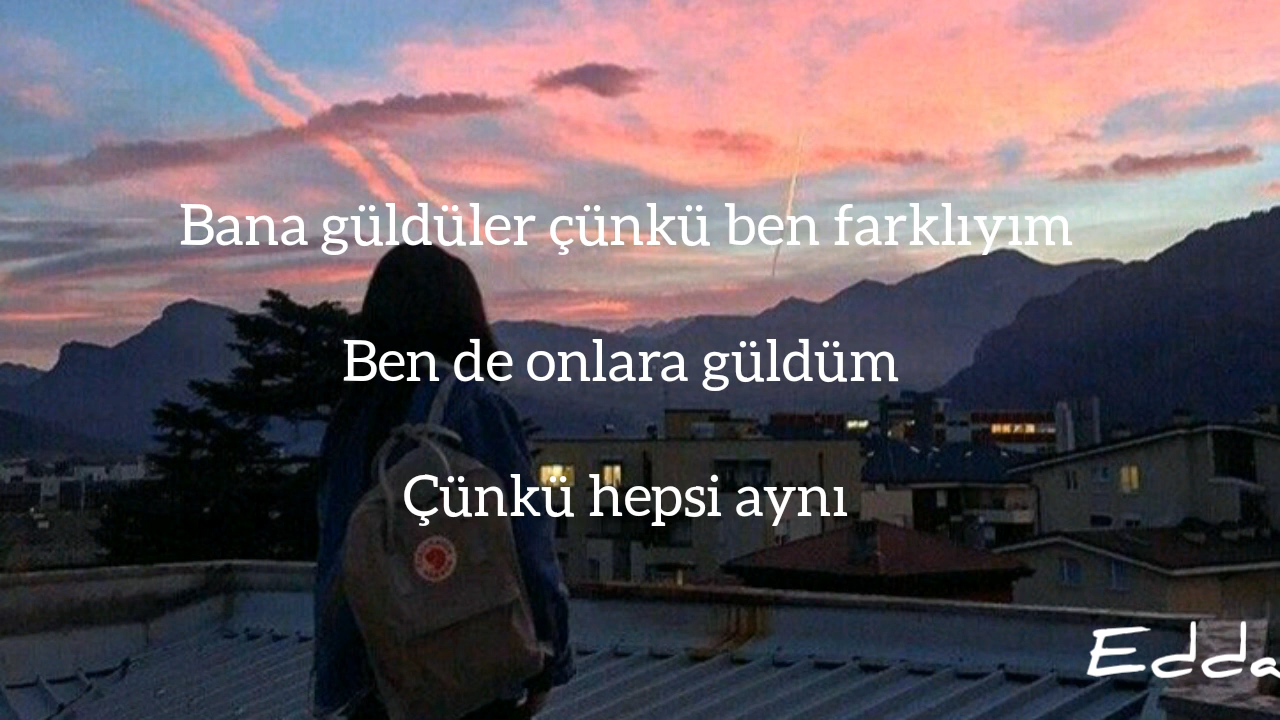 Bana güldüler çünkü ben farklıyım
Ben de onlara güldüm
Çünkü hepsi aynı
Edda